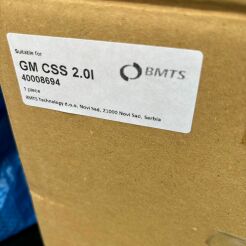 Suitable for
GM CSS 2.0l
BMTS
40008694
1 piece
BMTS Technology d.o.o. Novi Sad, 21000 Novi Sad, Serbia